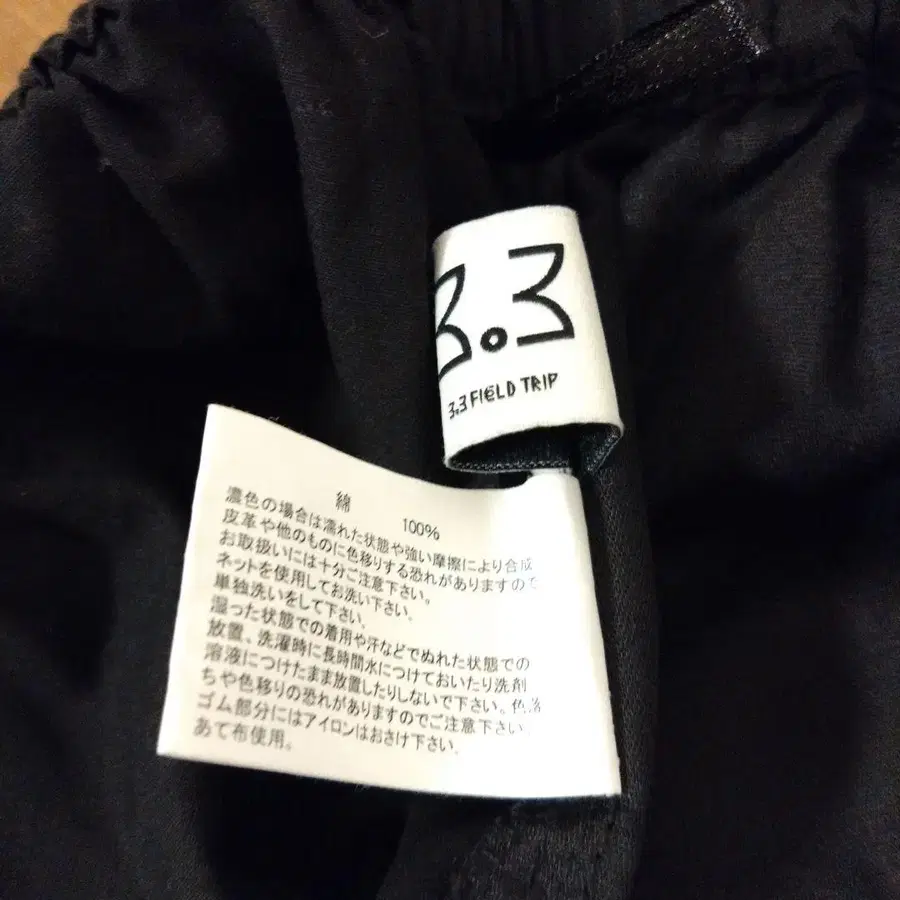 3.3
3.3 FIELD TRIP
綿 100%
濃色の場合は濡れた状態や強い摩擦により合成
皮革や他のものに色移りする恐れがありますので
お取扱いには十分ご注意下さい。
ネットを使用してお洗い下さい。
単独洗いをして下さい。
湿った状態での着用や汗などでぬれた状態での
放置、洗濯時に長時間水につけておいたり洗剤
溶液につけたまま放置したりしないで下さい。色落
ちや色移りの恐れがありますのでご注意下さい。
ゴム部分にはアイロンはおさけ下さい。
あて布使用。